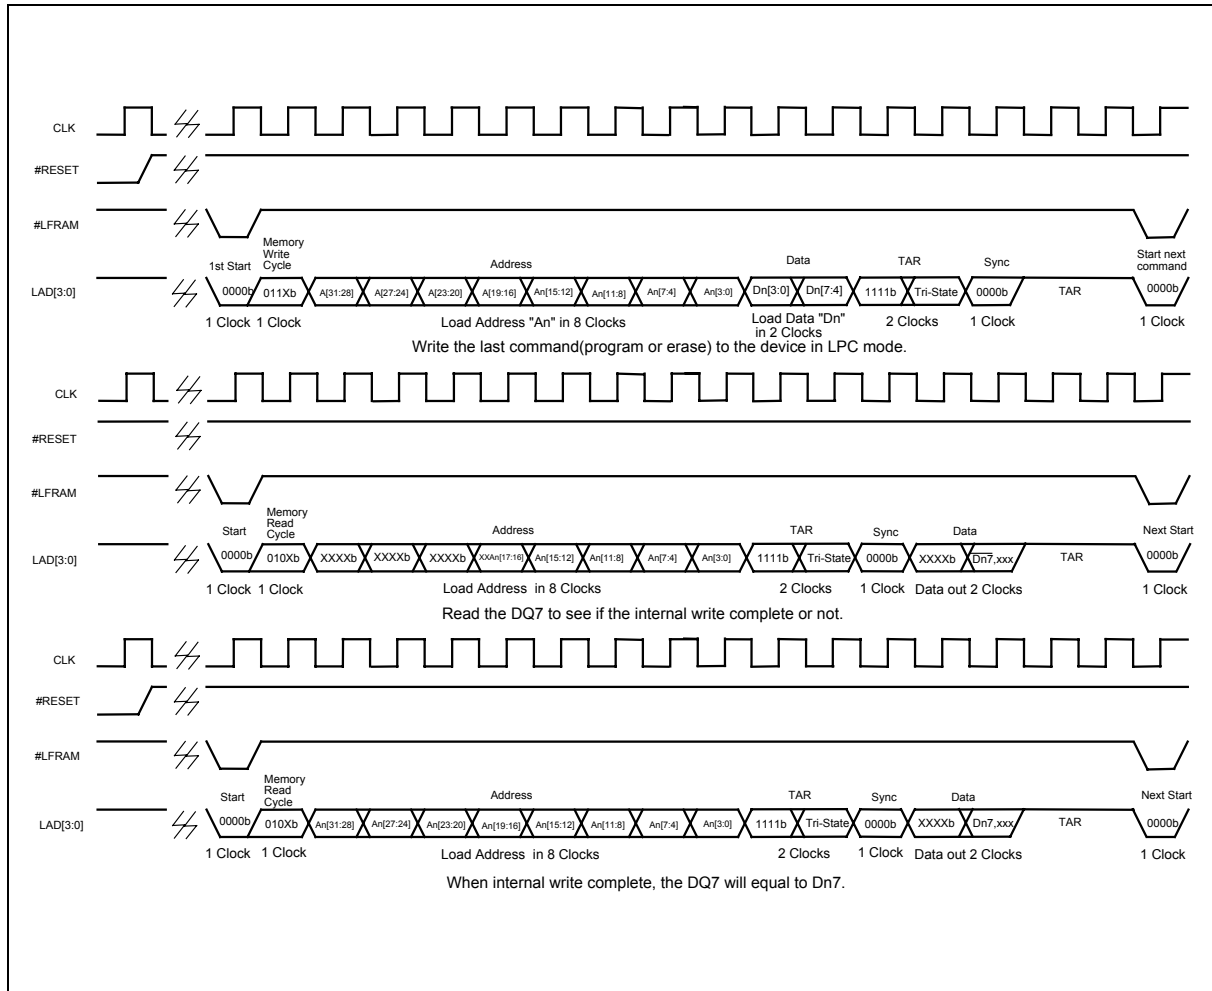 CLK
#RESET
#LFRAM
Memory
Write
Cycle
1st Start Address Data TAR Sync Start next
command
LAD[3:0] 0000b 011Xb A[31:28] A[27:24] A[23:20] A[19:16] An[15:12] An[11:8] An[7:4] An[3:0] Dn[3:0] Dn[7:4] 1111b Tri-State 0000b TAR 0000b
1 Clock 1 Clock Load Address "An" in 8 Clocks Load Data "Dn"
in 2 Clocks 2 Clocks 1 Clock 1 Clock
Write the last command(program or erase) to the device in LPC mode.
CLK
#RESET
#LFRAM
Memory
Read
Cycle
Start Address TAR Sync Data Next Start
LAD[3:0] 0000b 010Xb XXXXb XXXXb XXXXb XXAn[17:16] An[15:12] An[11:8] An[7:4] An[3:0] 1111b Tri-State 0000b XXXXb D̅n̅7̅,xxx TAR 0000b
1 Clock 1 Clock Load Address in 8 Clocks 2 Clocks 1 Clock Data out 2 Clocks 1 Clock
Read the DQ7 to see if the internal write complete or not.
CLK
#RESET
#LFRAM
Memory
Read
Cycle
Start Address TAR Sync Data Next Start
LAD[3:0] 0000b 010Xb An[31:28] An[27:24] An[23:20] An[19:16] An[15:12] An[11:8] An[7:4] An[3:0] 1111b Tri-State 0000b XXXXb Dn7,xxx TAR 0000b
1 Clock 1 Clock Load Address in 8 Clocks 2 Clocks 1 Clock Data out 2 Clocks 1 Clock
When internal write complete, the DQ7 will equal to Dn7.